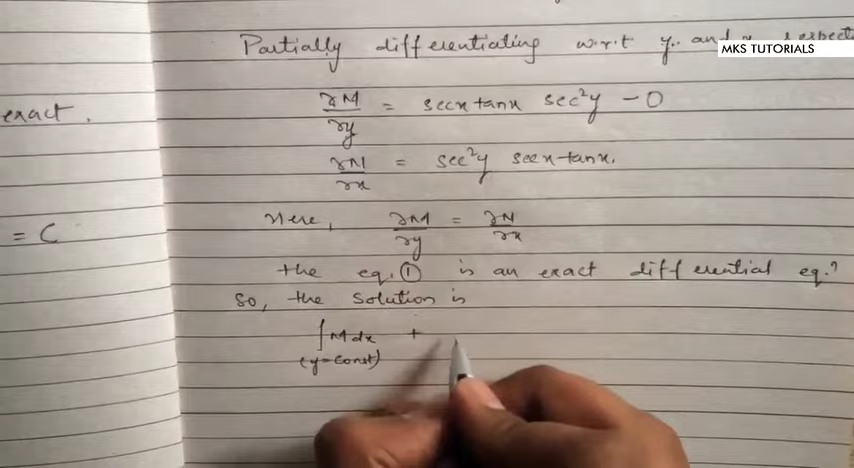 Partially differentiating w.r.t y. and x respecti
MKS TUTORIALS
∂M/∂y = secx tanx sec²y - 0
exact.
∂N/∂x = sec²y secx tanx.
Here, ∂M/∂y = ∂N/∂x
= C
the eq. ① is an exact differential eq.ⁿ
So, the solution is
∫M dx +
(y=const)